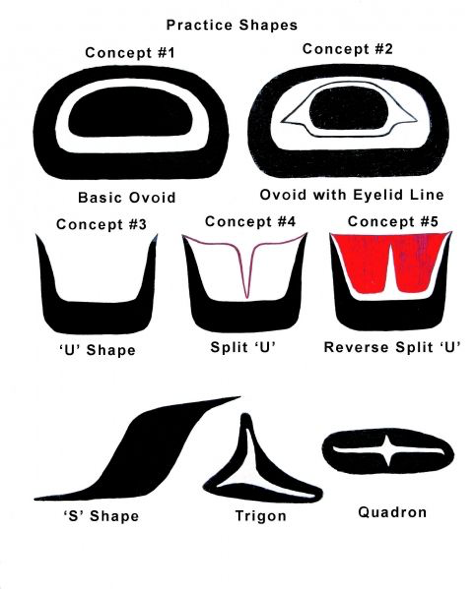 Practice Shapes
Concept #1
Concept #2
Basic Ovoid
Ovoid with Eyelid Line
Concept #3
Concept #4
Concept #5
‘U’ Shape
Split ‘U’
Reverse Split ‘U’
‘S’ Shape
Trigon
Quadron